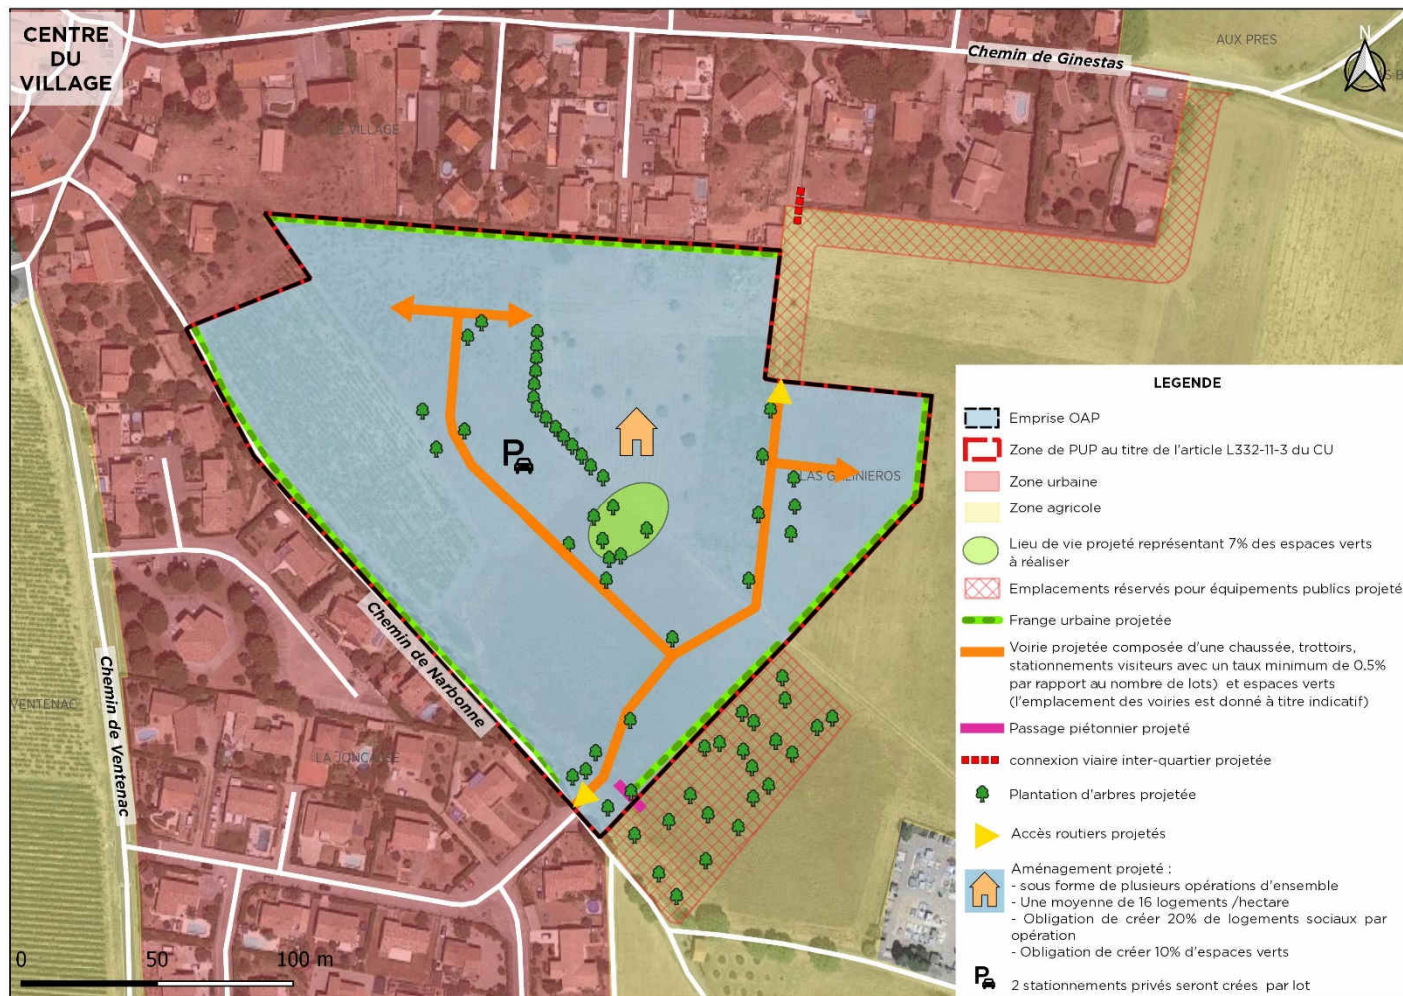 CENTRE
DU
VILLAGE
LE VILLAGE
Chemin de Ginestas
AUX PRES
N
P
LAS GALINIEROS
Chemin de Narbonne
Chemin de Ventenac
VENTENAC
0 50 100 m
LEGENDE
Emprise OAP
Zone de PUP au titre de l'article L332-11-3 du CU
Zone urbaine
Zone agricole
Lieu de vie projeté représentant 7% des espaces verts
à réaliser
Emplacements réservés pour équipements publics projeté
Frange urbaine projetée
Voirie projetée composée d'une chaussée, trottoirs,
stationnements visiteurs avec un taux minimum de 0,5%
par rapport au nombre de lots) et espaces verts
(l'emplacement des voiries est donné à titre indicatif)
Passage piétonnier projeté
connexion viaire inter-quartier projetée
Plantation d'arbres projetée
Accès routiers projetés
Aménagement projeté :
- sous forme de plusieurs opérations d'ensemble
- Une moyenne de 16 logements /hectare
- Obligation de créer 20% de logements sociaux par
opération
- Obligation de créer 10% d'espaces verts
P
2 stationnements privés seront crées par lot